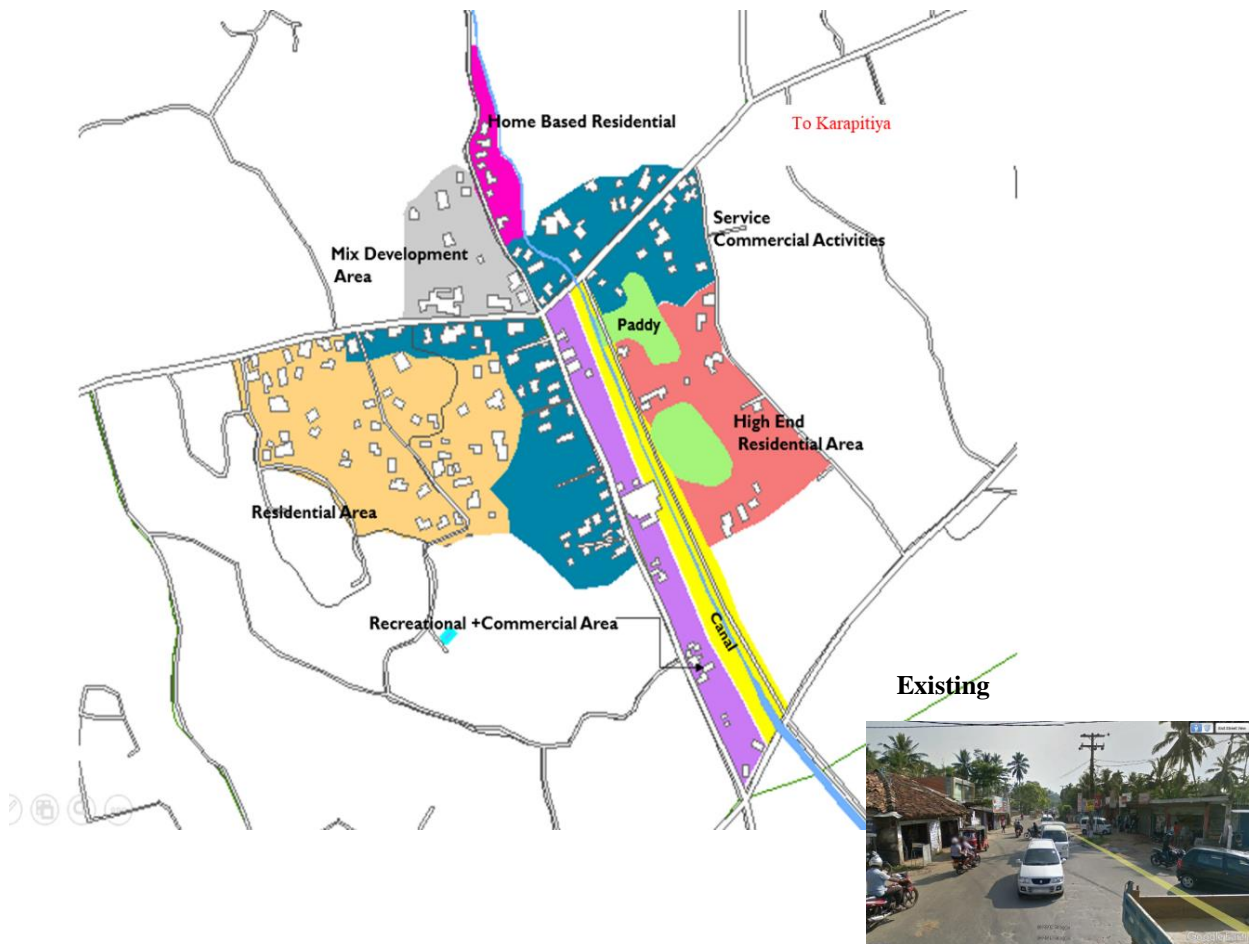 Home Based Residential
To Karapitiya
Service
Commercial Activities
Mix Development
Area
Paddy
High End
Residential Area
Residential Area
Recreational +Commercial Area
Canal
Existing